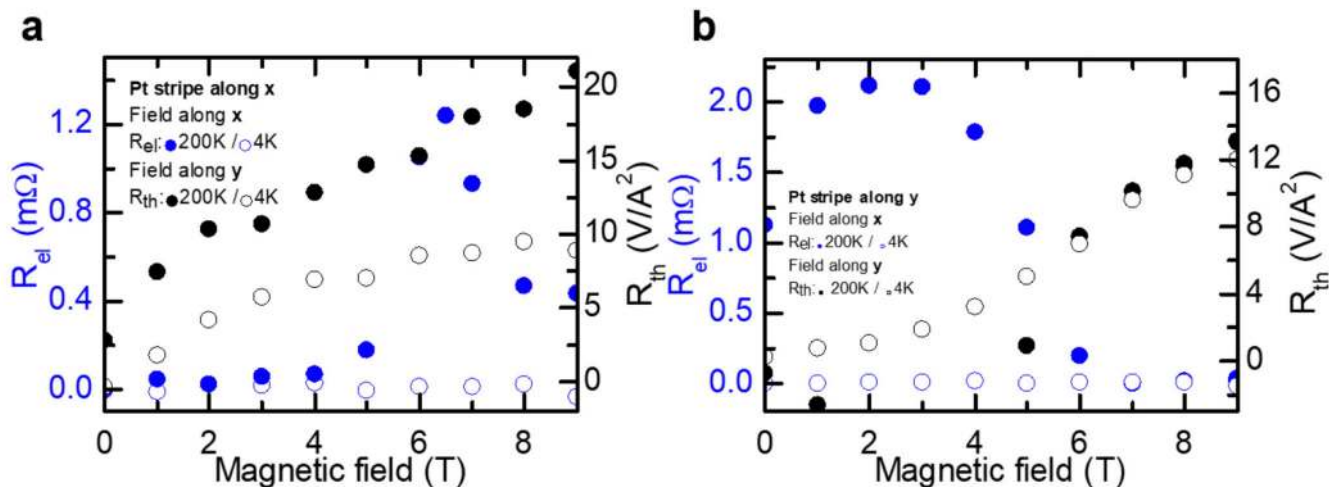 a
Pt stripe along x
Field along x
Rel: 200K / 4K
Field along y
Rth: 200K / 4K
Rel (mΩ)
0.0
0.4
0.8
1.2
0
2
4
6
8
Magnetic field (T)
0
5
10
15
20
Rth (V/A²)
b
Pt stripe along y
Field along x
Rel: 200K / 4K
Field along y
Rth: 200K / 4K
Rel (mΩ)
0.0
0.5
1.0
1.5
2.0
0
2
4
6
8
Magnetic field (T)
0
4
8
12
16
Rth (V/A²)